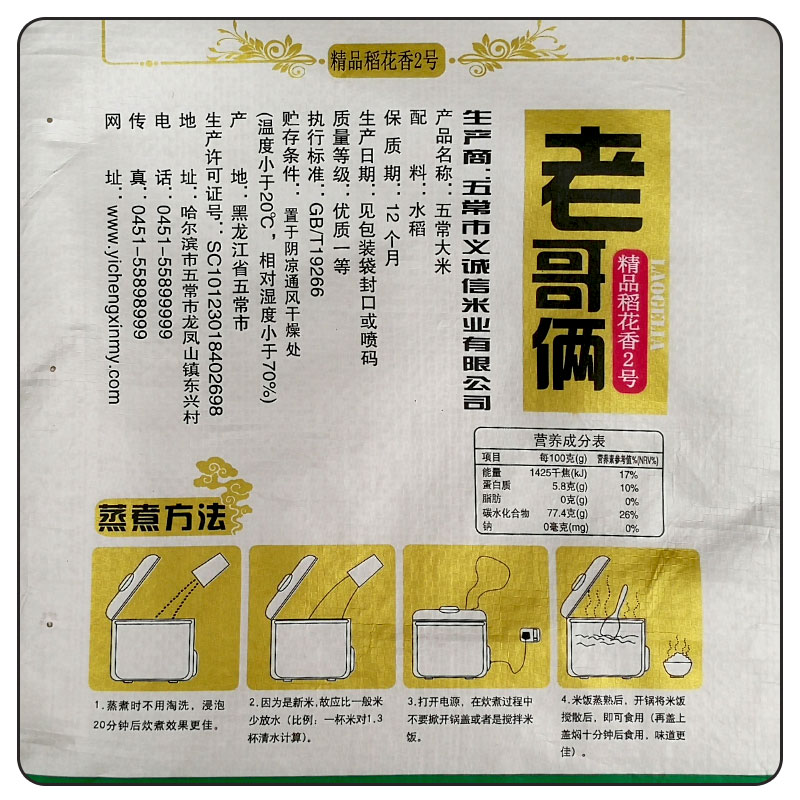 精品稻花香2号
老哥俩
LAOGELIA
精品稻花香2号
生产商:五常市义诚信米业有限公司
产品名称:五常大米
配料:水稻
保质期:12个月
生产日期:见包装袋封口或喷码
质量等级:优质一等
执行标准:GB/T19266
贮存条件:置于阴凉通风干燥处
(温度小于20℃,相对湿度小于70%)
产地:黑龙江省五常市
生产许可证号:SC10123018402698
地址:哈尔滨市五常市龙凤山镇东兴村
电话:0451-55899999
传真:0451-55898999
网址:www.yichengxinmy.com
营养成分表
项目 每100克(g) 营养素参考值%(NRV%)
能量 1425千焦(kJ) 17%
蛋白质 5.8克(g) 10%
脂肪 0克(g) 0%
碳水化合物 77.4克(g) 26%
钠 0毫克(mg) 0%
蒸煮方法
1.蒸煮时不用淘洗,浸泡
20分钟后炊煮效果更佳。
2.因为是新米,故应比一般米
少放水(比例:一杯米对1.3
杯清水计算)。
3.打开电源,在炊煮过程中
不要掀开锅盖或者是搅拌米
饭。
4.米饭蒸熟后,开锅将米饭
搅散后,即可食用(再盖上
盖焖十分钟后食用,味道更
佳)。